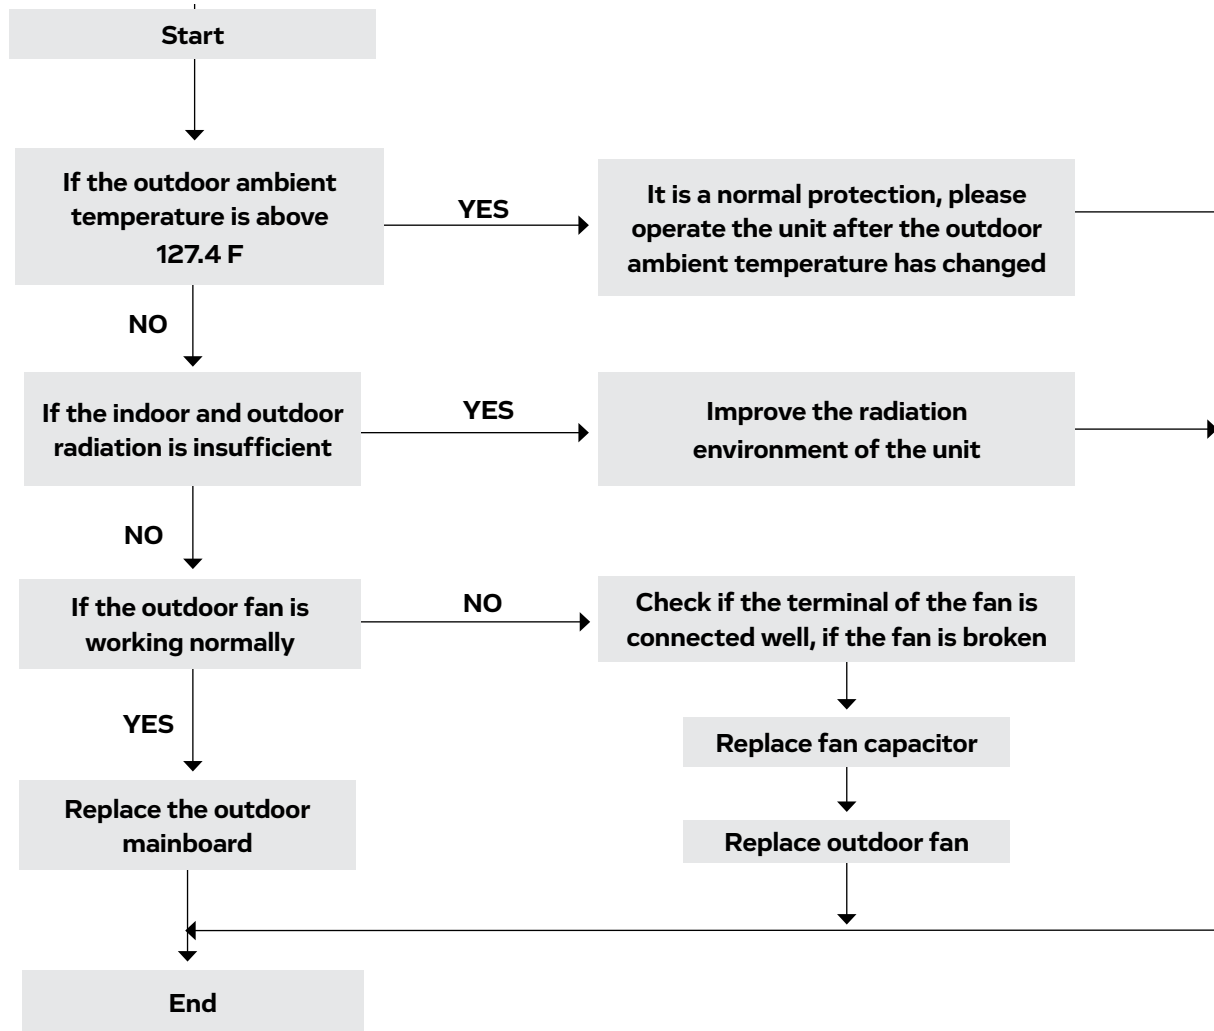 Start
If the outdoor ambient
temperature is above
127.4 F
YES
It is a normal protection, please
operate the unit after the outdoor
ambient temperature has changed
NO
If the indoor and outdoor
radiation is insufficient
YES
Improve the radiation
environment of the unit
NO
If the outdoor fan is
working normally
NO
Check if the terminal of the fan is
connected well, if the fan is broken
YES
Replace fan capacitor
Replace the outdoor
mainboard
Replace outdoor fan
End